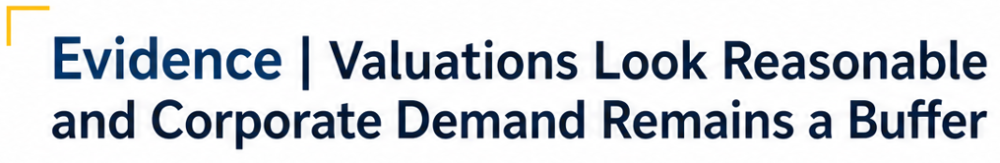 Evidence | Valuations Look Reasonable
and Corporate Demand Remains a Buffer